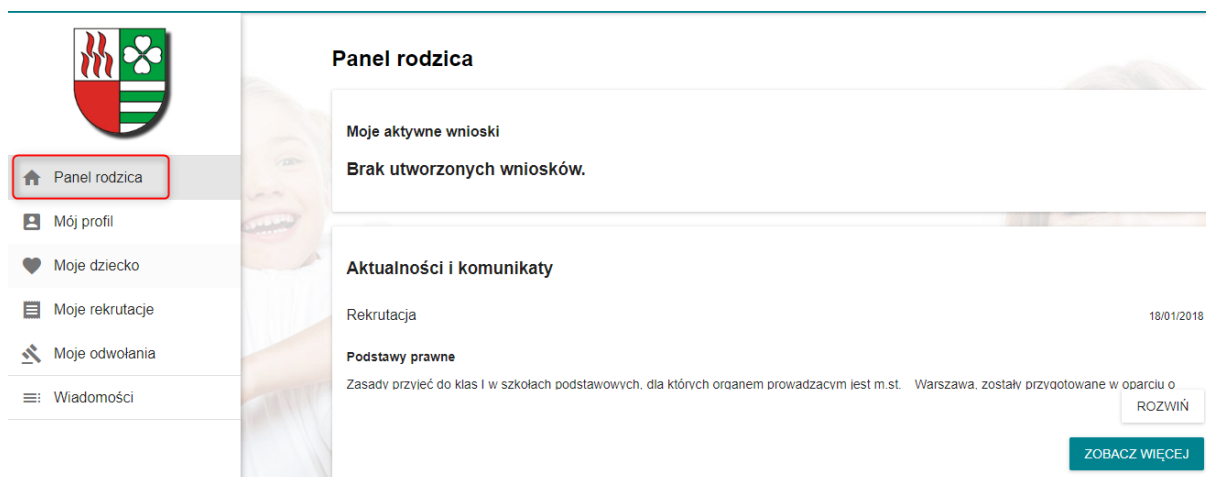 Panel rodzica
Mój profil
Moje dziecko
Moje rekrutacje
Moje odwołania
Wiadomości
Panel rodzica
Moje aktywne wnioski
Brak utworzonych wniosków.
Aktualności i komunikaty
Rekrutacja 18/01/2018
Podstawy prawne
Zasady przyjęć do klas I w szkołach podstawowych, dla których organem prowadzącym jest m.st. Warszawa, zostały przygotowane w oparciu o
ROZWIŃ
ZOBACZ WIĘCEJ